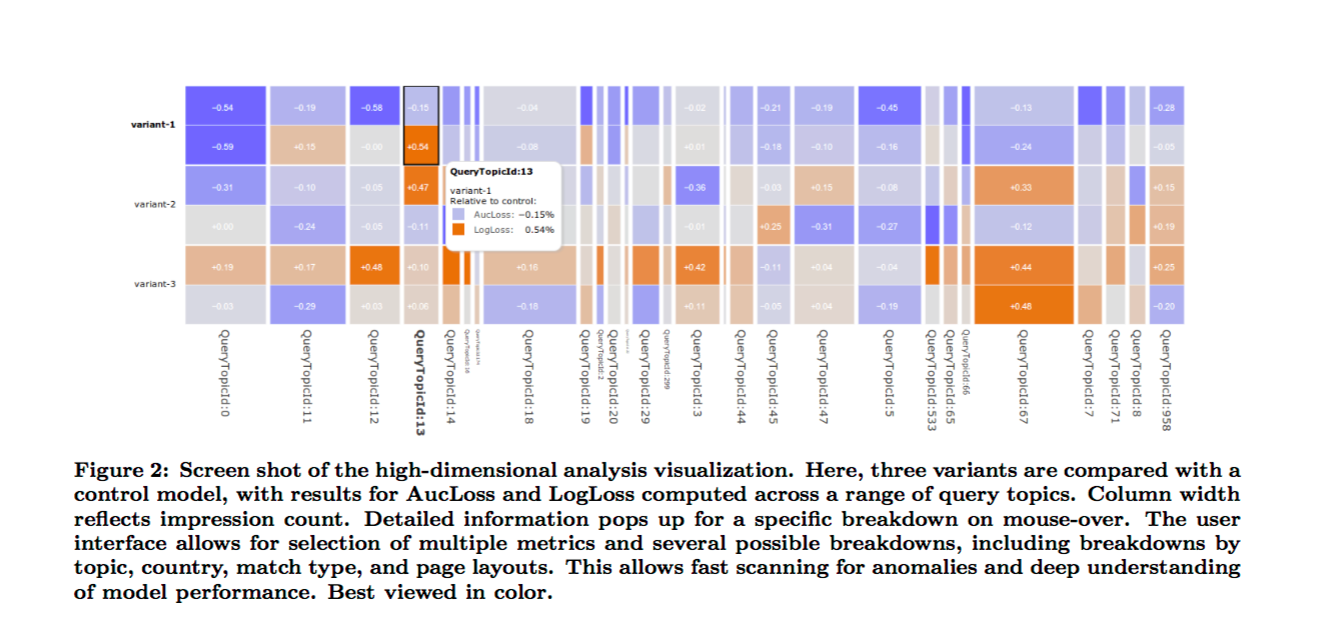 -0.54 -0.19 -0.58 -0.15 -0.04 -0.02 -0.21 -0.19 -0.45 -0.13 -0.28
variant-1
-0.59 +0.15 -0.00 +0.54 -0.08 +0.01 -0.18 -0.10 -0.16 -0.24 -0.05
-0.31 -0.10 -0.05 +0.47 -0.36 -0.03 +0.15 -0.06 +0.33 +0.15
variant-2
+0.00 -0.24 -0.05 -0.11 -0.01 +0.25 -0.31 -0.27 -0.12 +0.19
QueryTopicId:13
variant-1
Relative to control:
AucLoss: -0.15%
LogLoss: 0.54%
+0.19 +0.17 +0.48 +0.10 +0.16 +0.42 -0.11 -0.04 -0.04 +0.44 +0.25
variant-3
-0.03 -0.29 +0.03 +0.06 -0.18 +0.11 -0.05 +0.04 -0.19 +0.48 -0.20
QueryTopicId:0
QueryTopicId:11
QueryTopicId:12
QueryTopicId:13
QueryTopicId:14
QueryTopicId:18
QueryTopicId:19
QueryTopicId:2
QueryTopicId:20
QueryTopicId:29
QueryTopicId:299
QueryTopicId:3
QueryTopicId:44
QueryTopicId:45
QueryTopicId:47
QueryTopicId:5
QueryTopicId:533
QueryTopicId:65
QueryTopicId:66
QueryTopicId:67
QueryTopicId:7
QueryTopicId:71
QueryTopicId:8
QueryTopicId:958
Figure 2: Screen shot of the high-dimensional analysis visualization. Here, three variants are compared with a
control model, with results for AucLoss and LogLoss computed across a range of query topics. Column width
reflects impression count. Detailed information pops up for a specific breakdown on mouse-over. The user
interface allows for selection of multiple metrics and several possible breakdowns, including breakdowns by
topic, country, match type, and page layouts. This allows fast scanning for anomalies and deep understanding
of model performance. Best viewed in color.